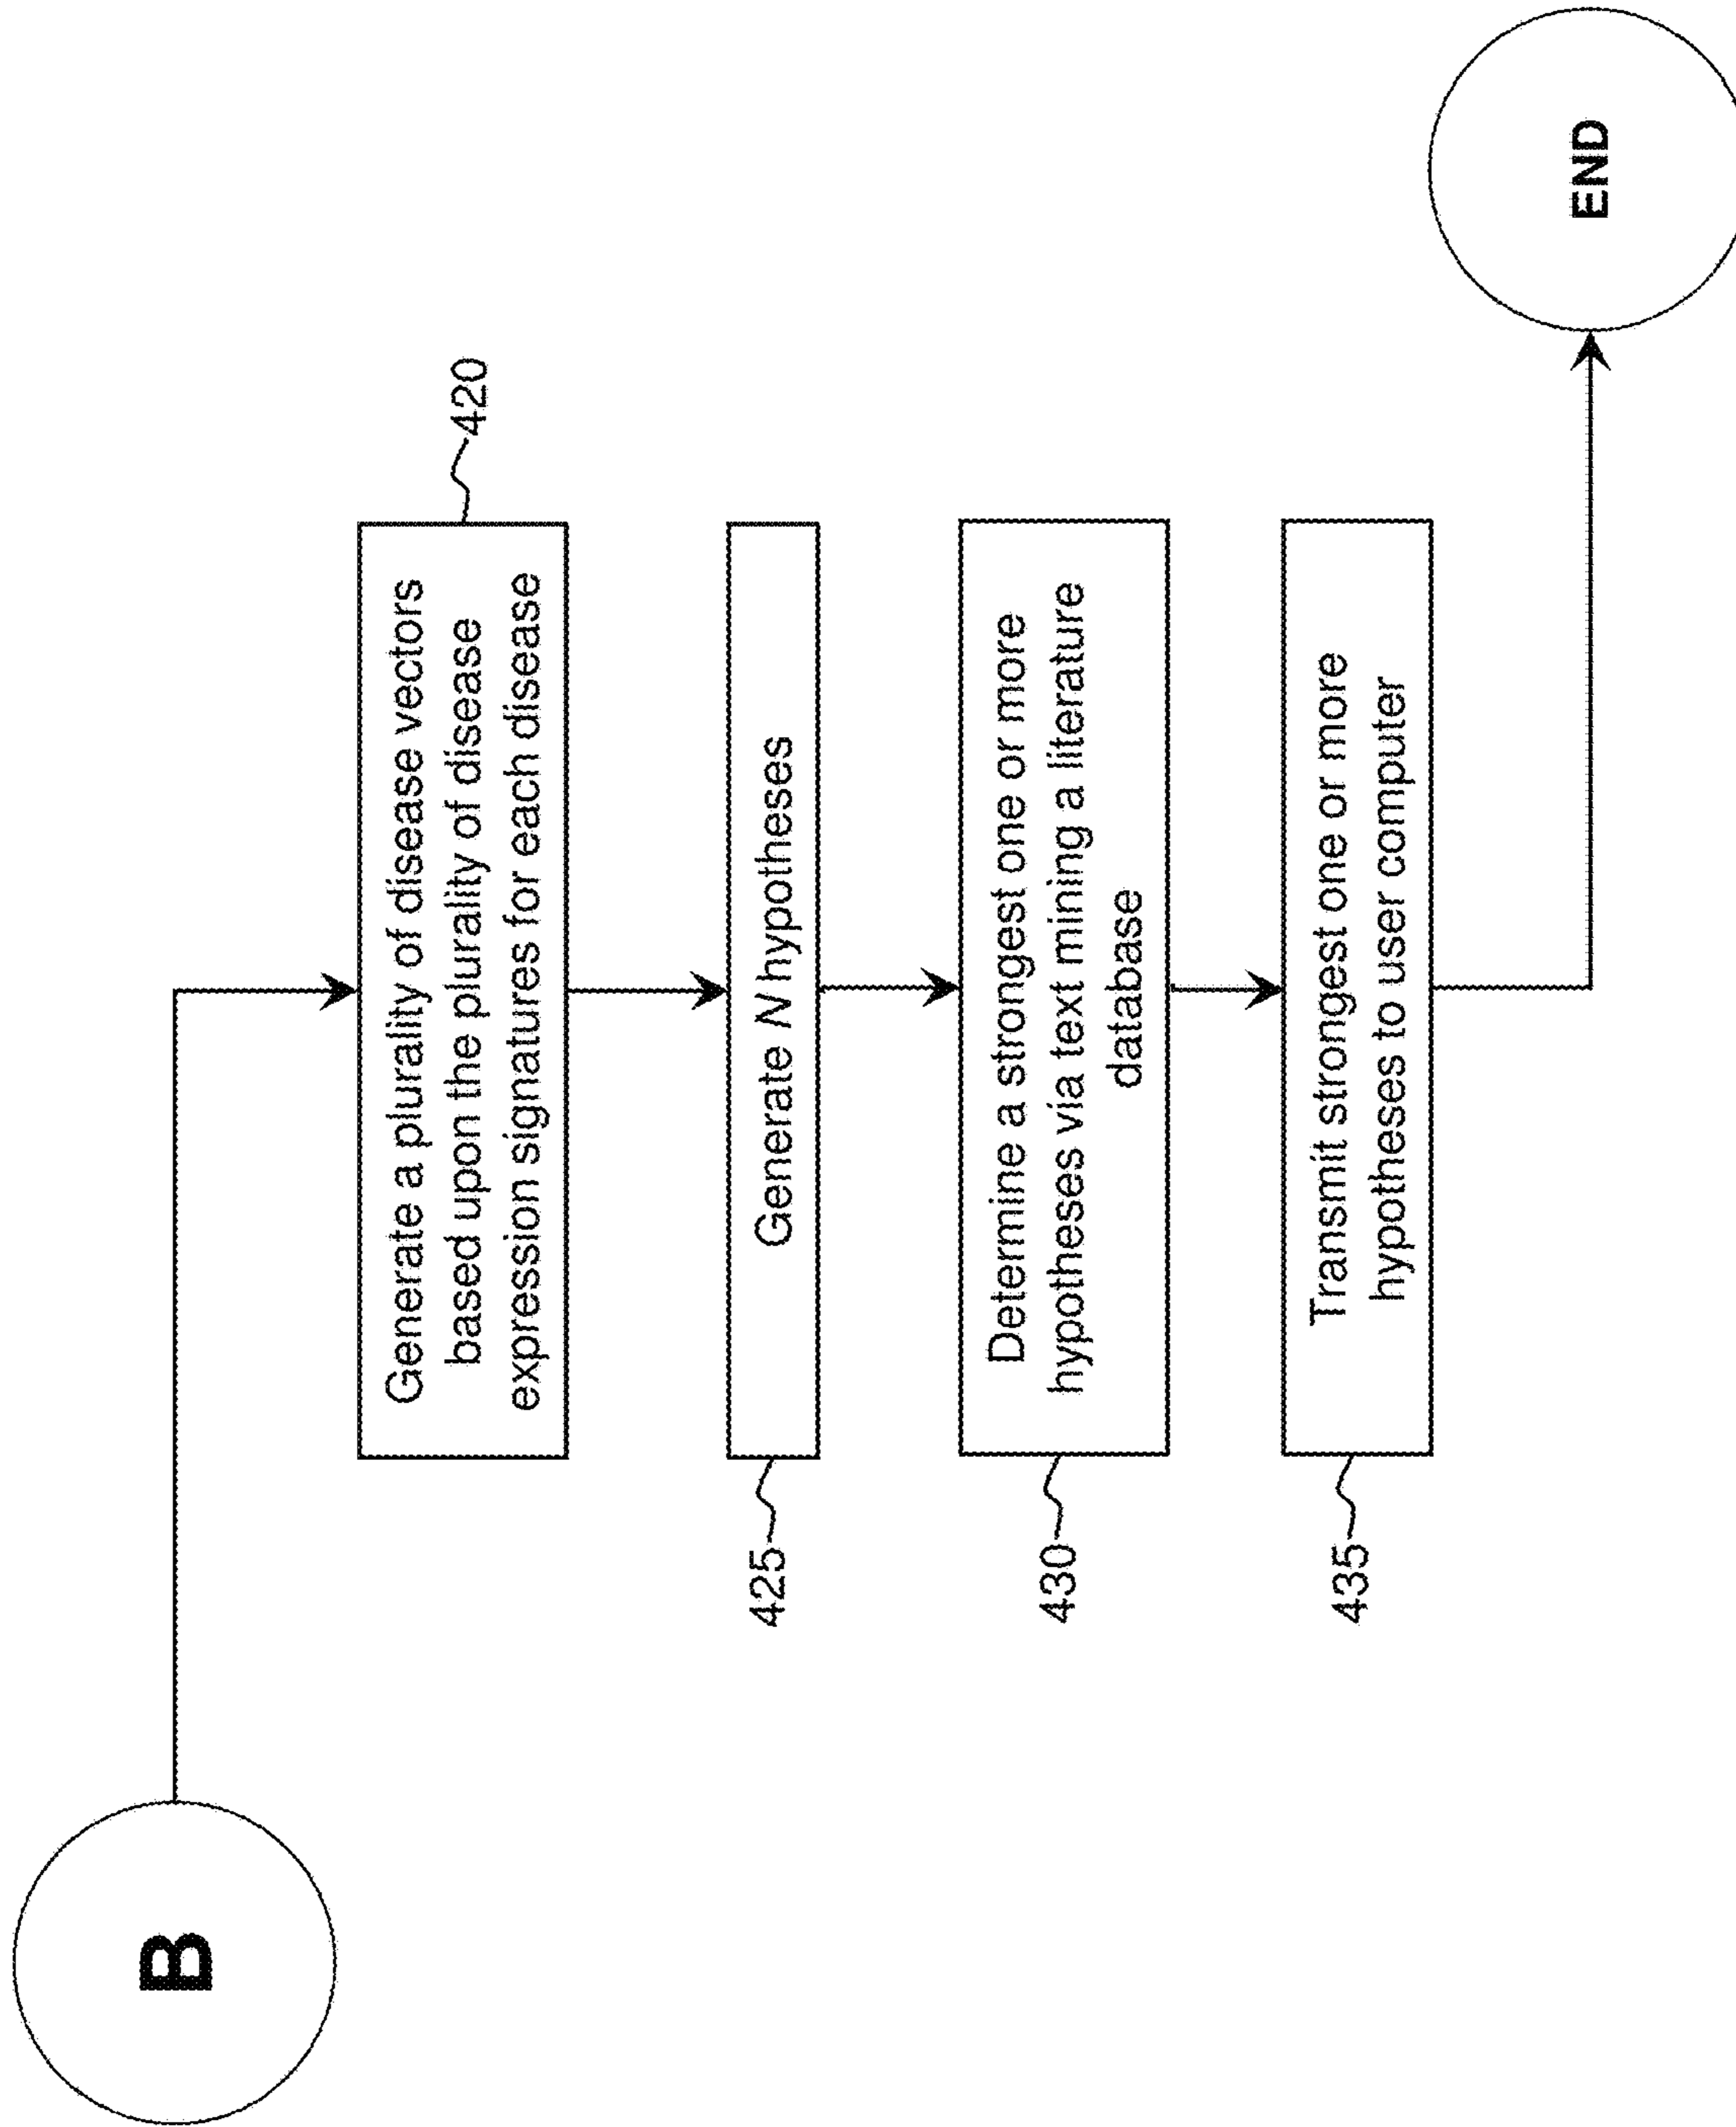 B
Generate a plurality of disease vectors
based upon the plurality of disease
expression signatures for each disease
420
425
Generate N hypotheses
430
Determine a strongest one or more
hypotheses via text mining a literature
database
435
Transmit strongest one or more
hypotheses to user computer
END